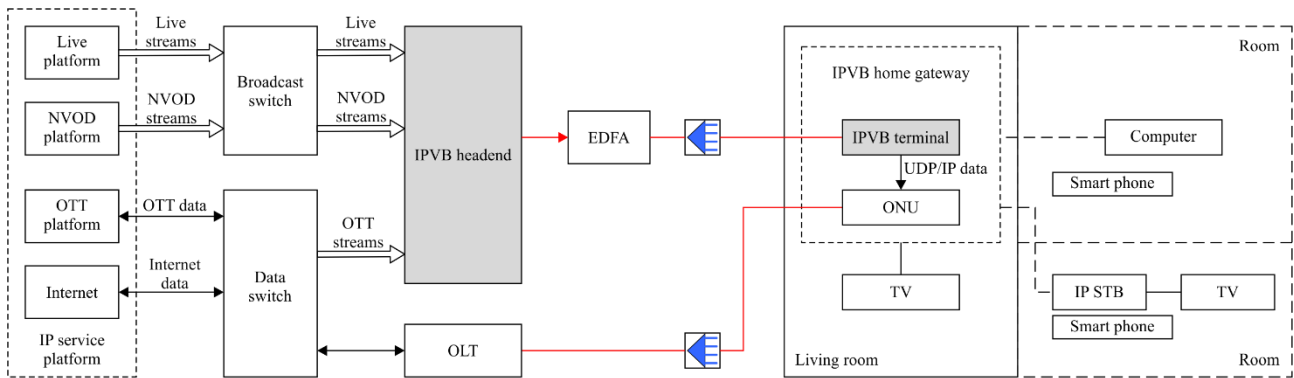 Live
platform
NVOD
platform
OTT
platform
Internet
IP service
platform
Live
streams
NVOD
streams
OTT data
Internet
data
Broadcast
switch
Data
switch
Live
streams
NVOD
streams
OTT
streams
IPVB headend
OLT
EDFA
IPVB home gateway
IPVB terminal
UDP/IP data
ONU
TV
Living room
Room
Computer
Smart phone
IP STB
TV
Smart phone
Room